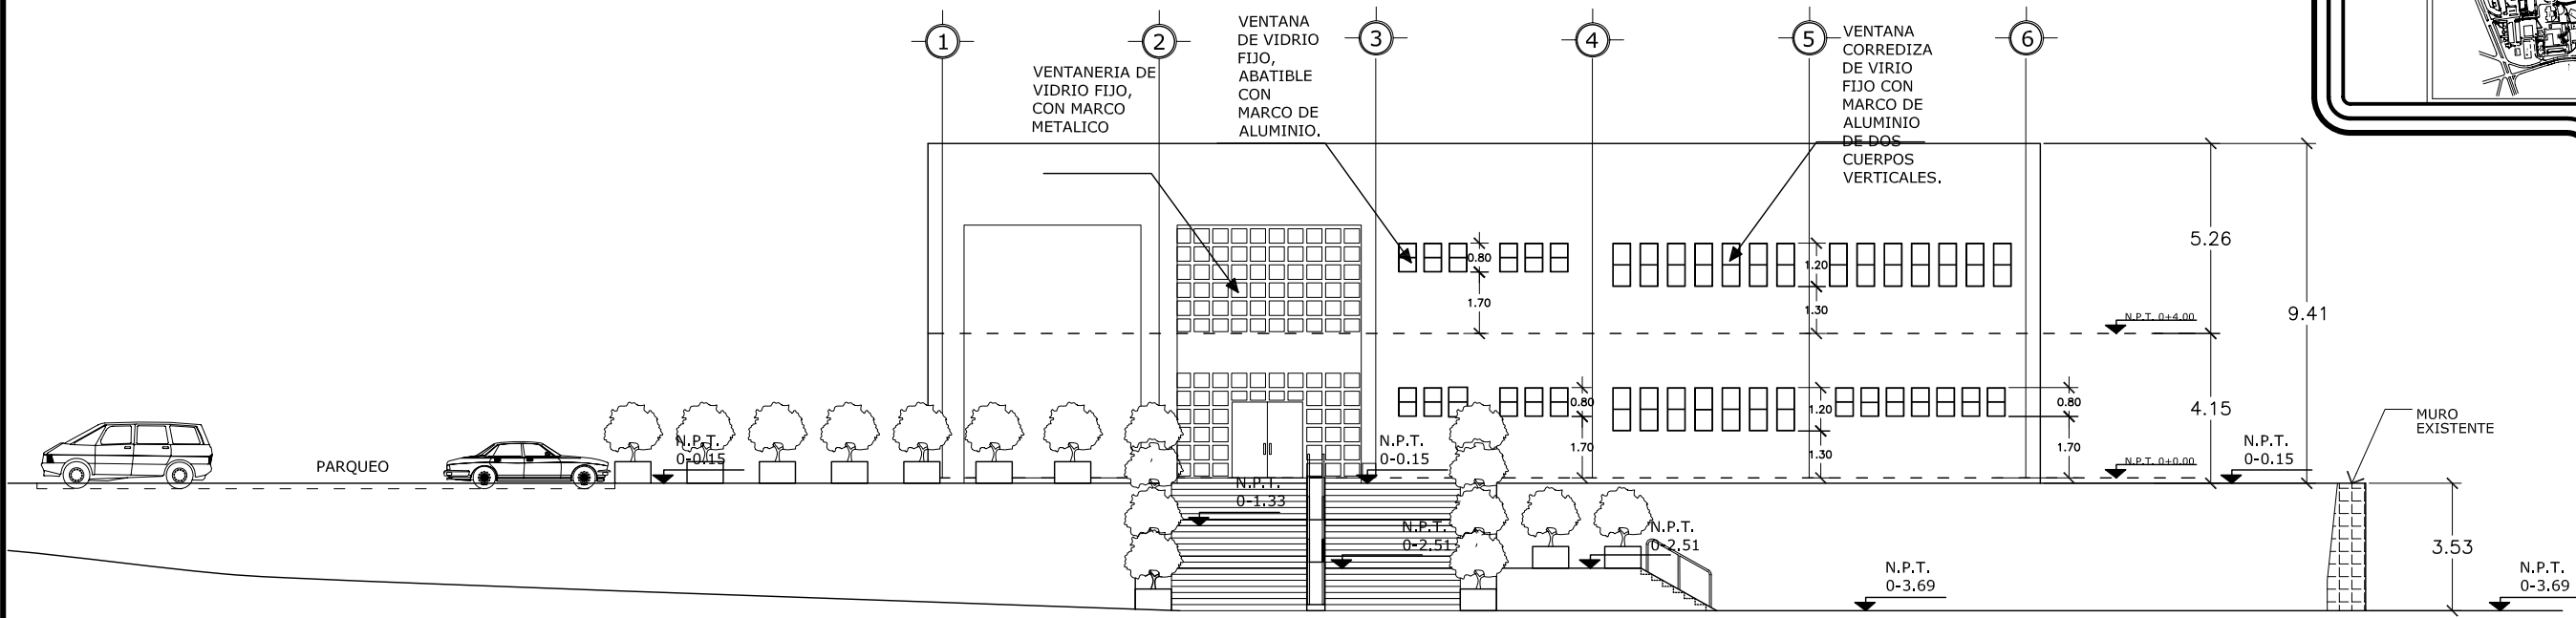 1
2
3
4
5
6
VENTANERIA DE
VIDRIO FIJO,
CON MARCO
METALICO
VENTANA
DE VIDRIO
FIJO,
ABATIBLE
CON
MARCO DE
ALUMINIO.
VENTANA
CORREDIZA
DE VIRIO
FIJO CON
MARCO DE
ALUMINIO
DE DOS
CUERPOS
VERTICALES.
0.80
1.70
1.20
1.30
5.26
9.41
N.P.T. 0+4.00
0.80
1.70
1.20
1.30
0.80
1.70
4.15
N.P.T. 0+0.00
PARQUEO
N.P.T.
0-0.15
N.P.T.
0-0.15
N.P.T.
0-0.15
MURO
EXISTENTE
N.P.T.
0-1.33
N.P.T.
0-2.51
N.P.T.
0-2.51
3.53
N.P.T.
0-3.69
N.P.T.
0-3.69